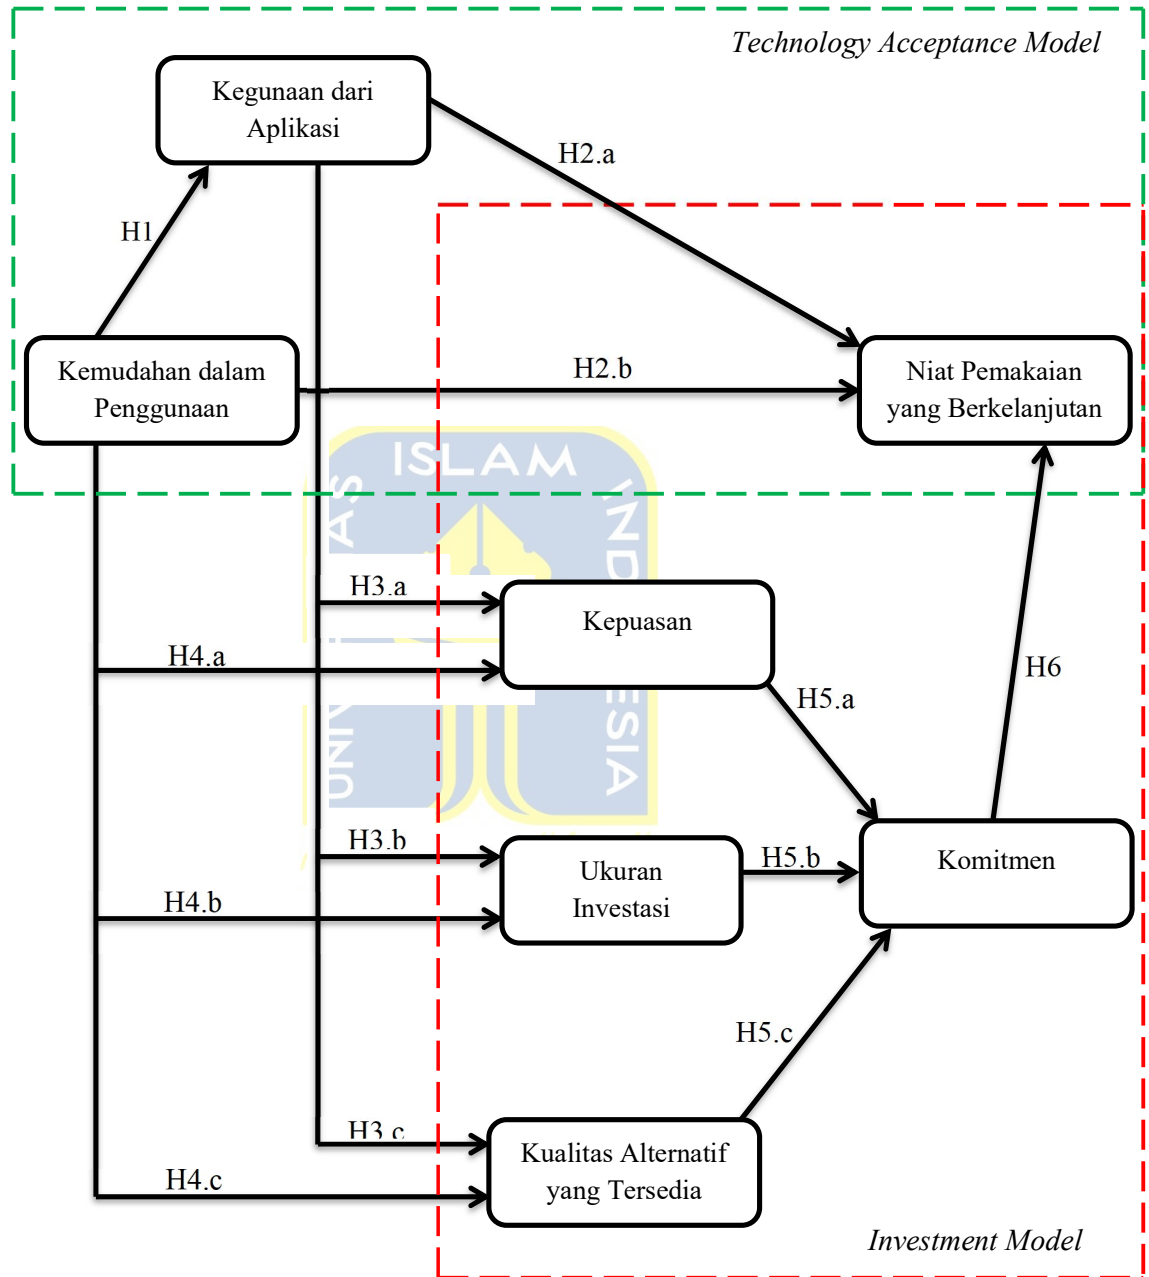 Technology Acceptance Model
Kegunaan dari
Aplikasi
H2.a
H1
Kemudahan dalam
Penggunaan
H2.b
Niat Pemakaian
yang Berkelanjutan
ISLAM
INDONESIA
H3.a
Kepuasan
H4.a
H6
H5.a
H3.b
Ukuran
Investasi
H5.b
Komitmen
H4.b
H5.c
H3.c
Kualitas Alternatif
yang Tersedia
H4.c
Investment Model